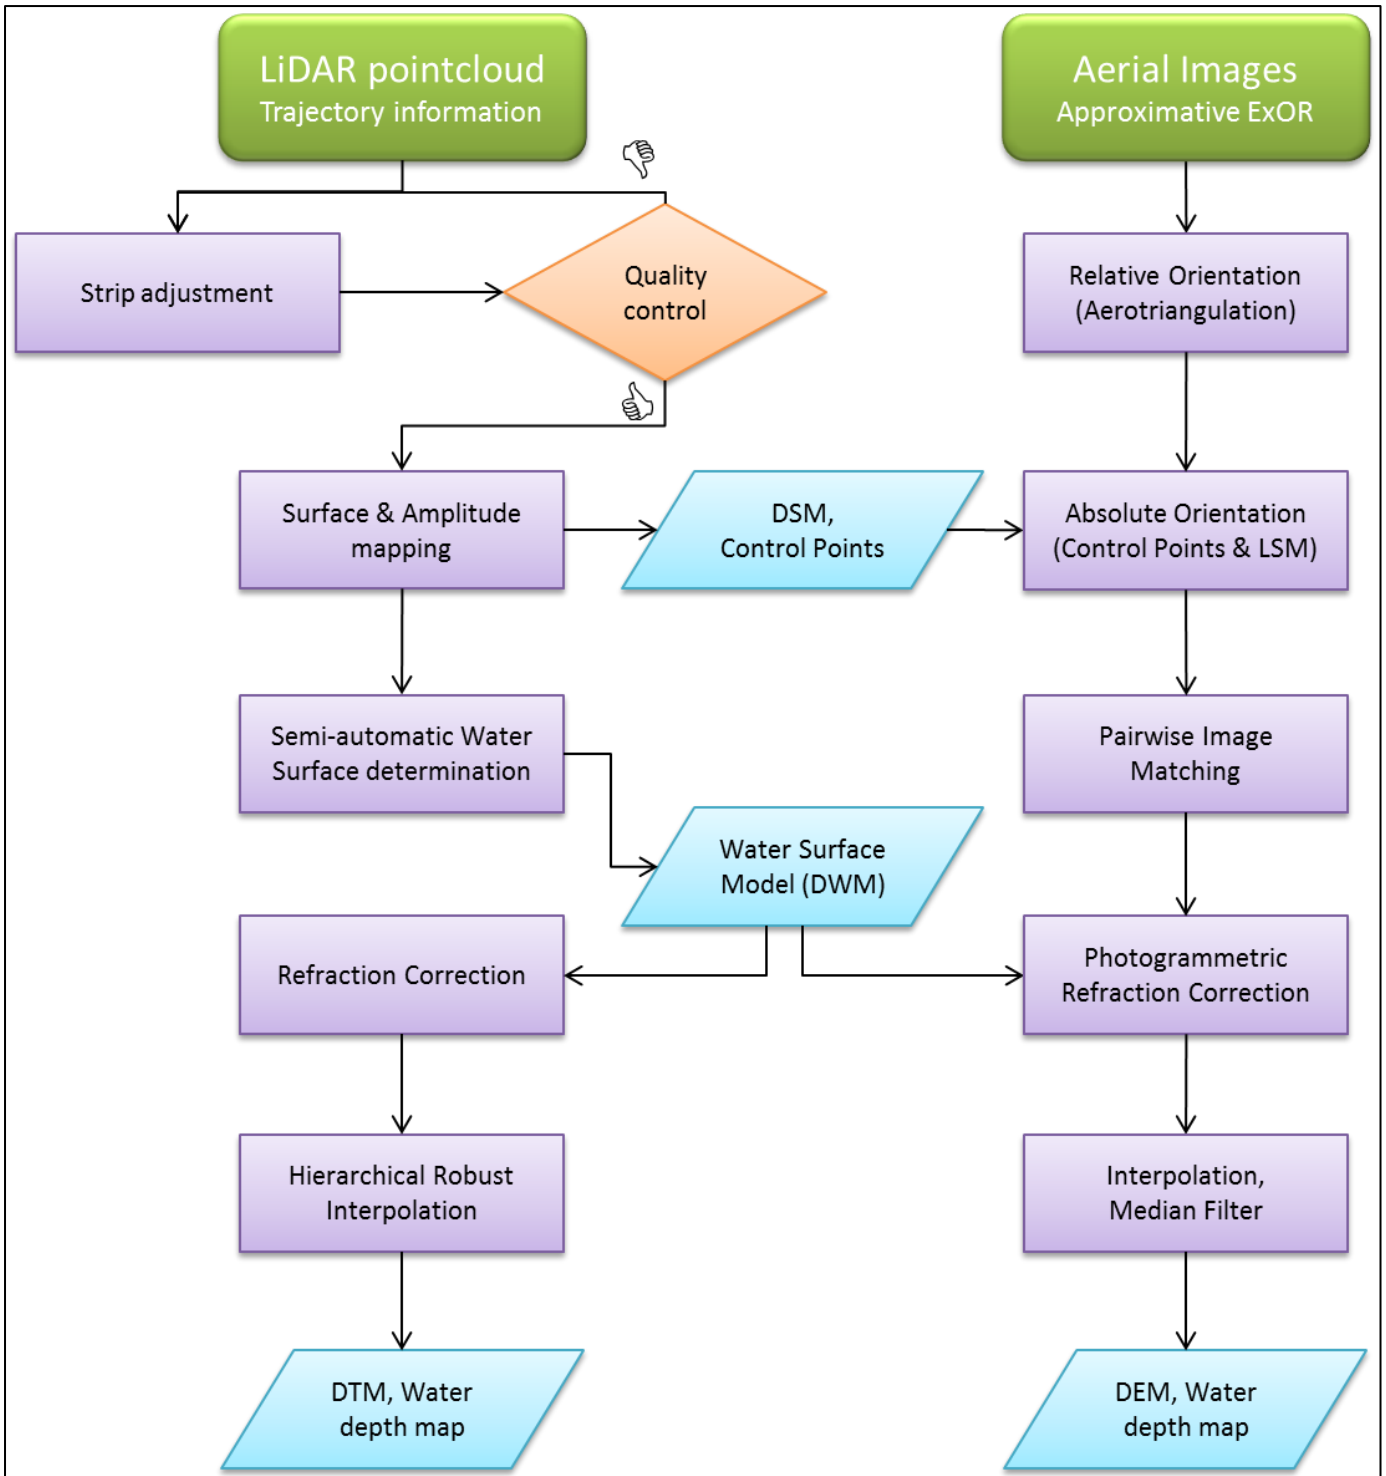 LiDAR pointcloud
Trajectory information
Aerial Images
Approximative ExOR
Strip adjustment
Quality
control
Relative Orientation
(Aerotriangulation)
Surface & Amplitude
mapping
DSM,
Control Points
Absolute Orientation
(Control Points & LSM)
Semi-automatic Water
Surface determination
Pairwise Image
Matching
Water Surface
Model (DWM)
Refraction Correction
Photogrammetric
Refraction Correction
Hierarchical Robust
Interpolation
Interpolation,
Median Filter
DTM, Water
depth map
DEM, Water
depth map